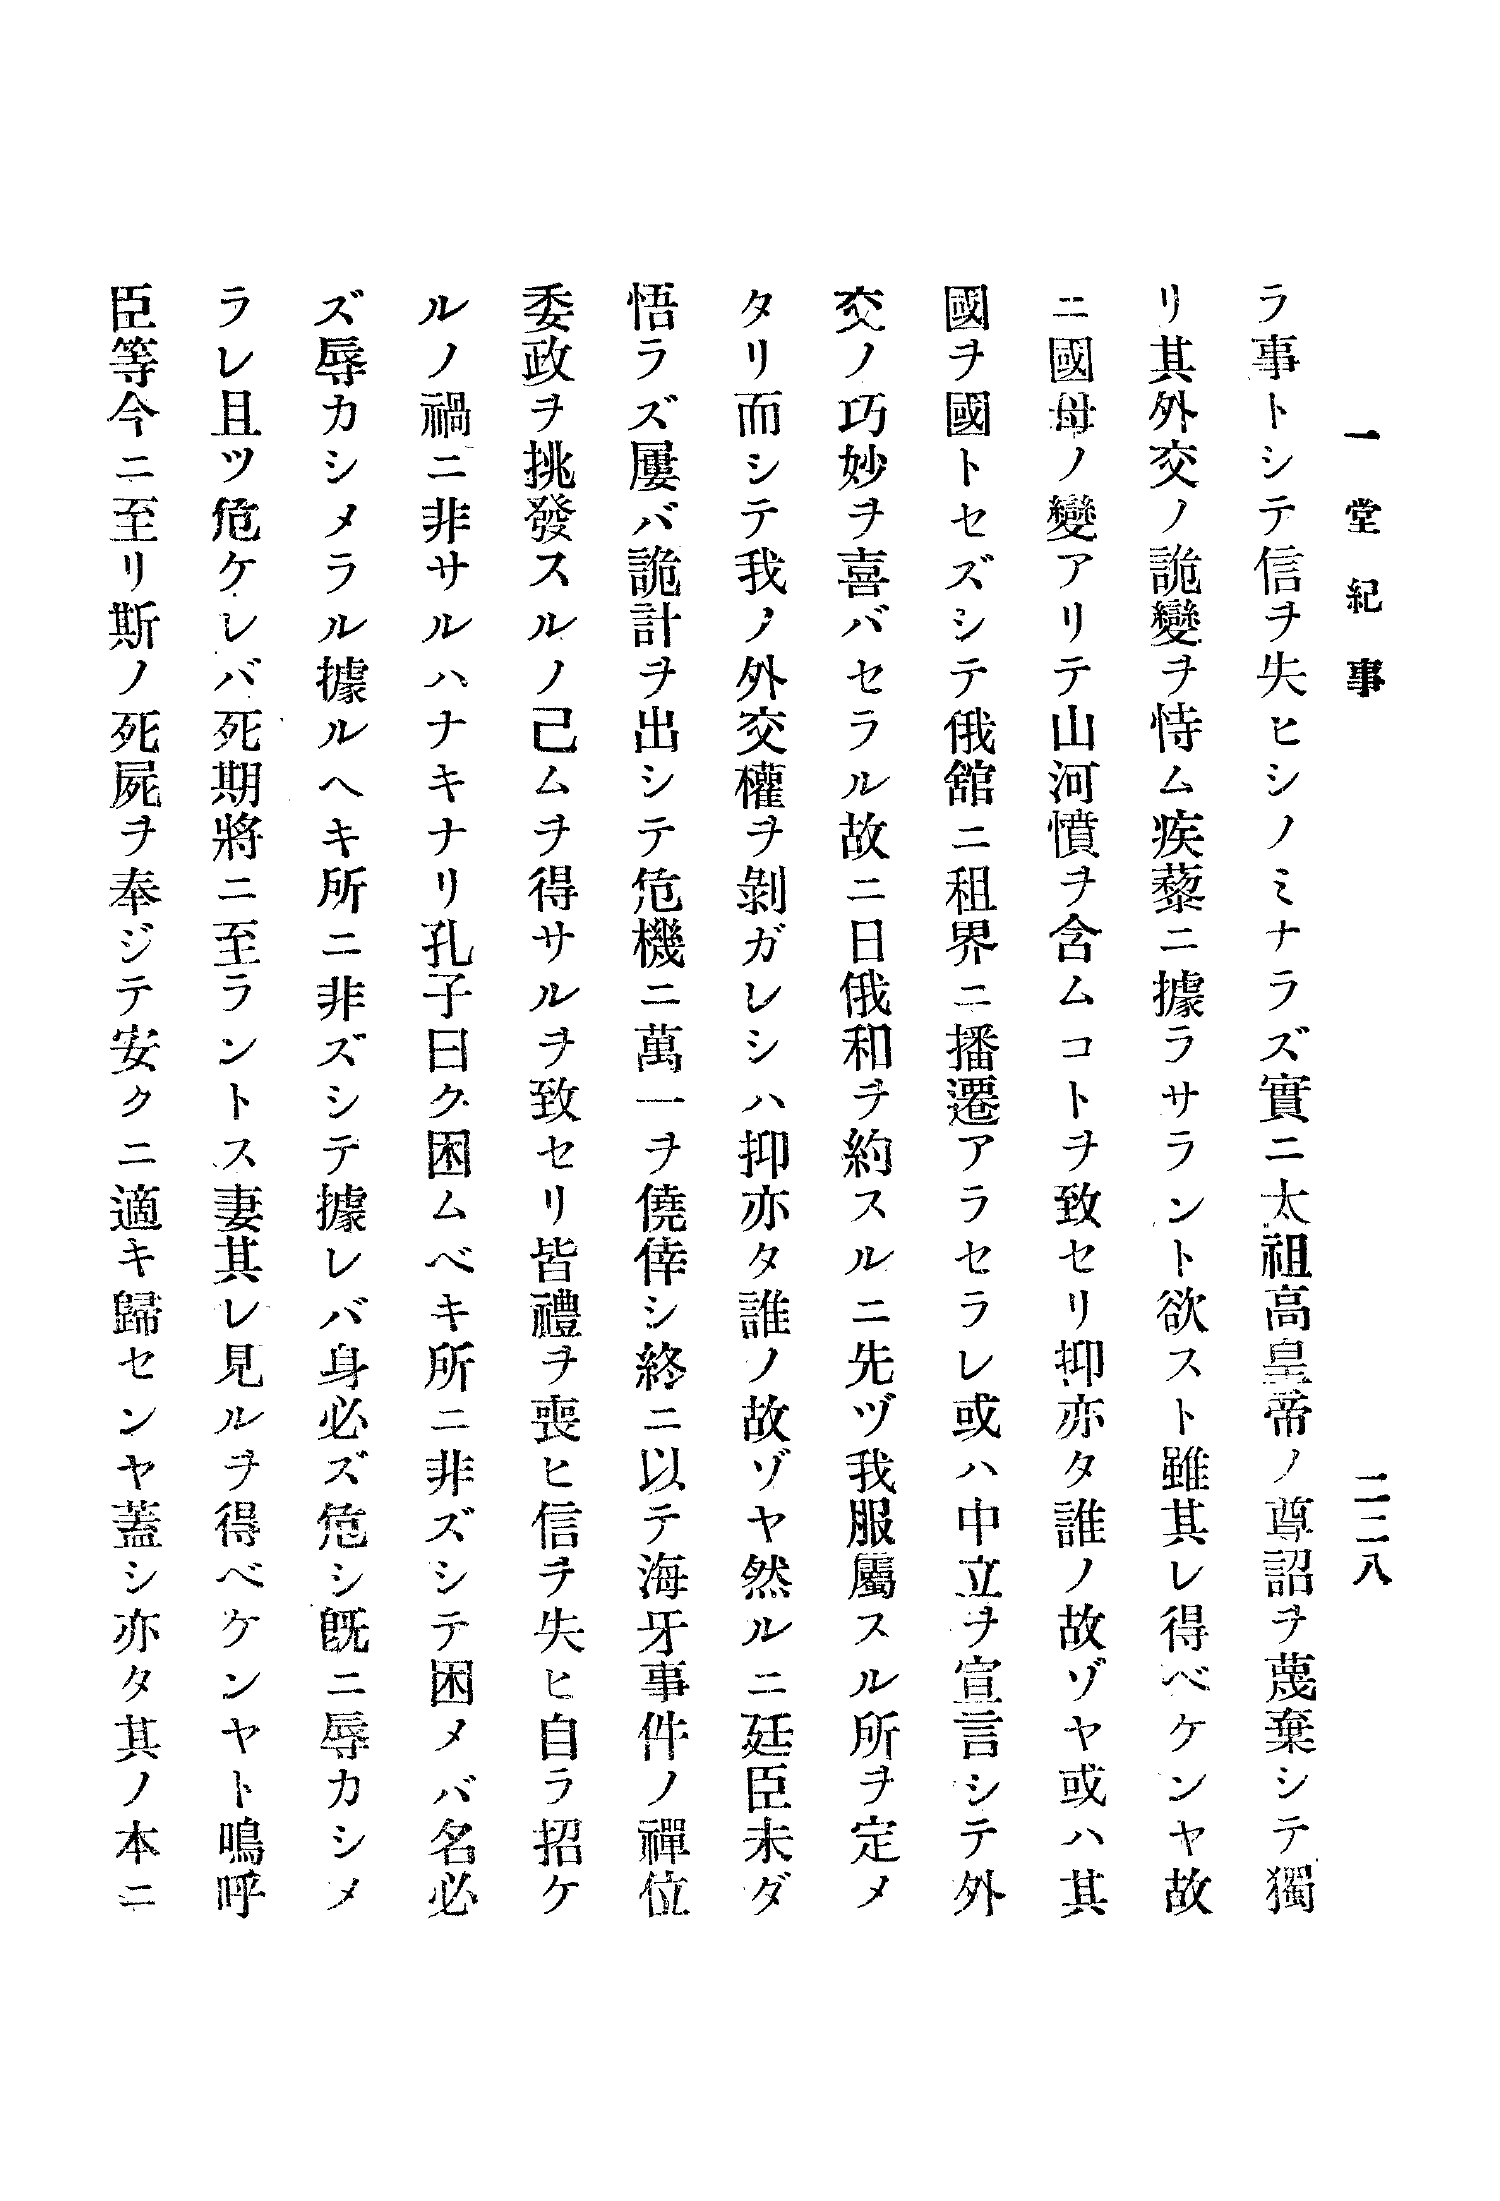 一堂紀事 二二八
ラ事トシテ信ヲ失ヒシノミナラズ實ニ太祖高皇帝ノ尊詔ヲ蔑棄シテ獨
リ其外交ノ詭變ヲ恃ム疾藜ニ據ラサラント欲スト雖其レ得ベケンヤ故
ニ國母ノ變アリテ山河憤ヲ含ムコトヲ致セリ抑亦タ誰ノ故ゾヤ或ハ其
國ヲ國トセズシテ俄舘ニ租界ニ播遷アラセラレ或ハ中立ヲ宣言シテ外
交ノ巧妙ヲ喜バセラル故ニ日俄和ヲ約スルニ先ヅ我服屬スル所ヲ定メ
タリ而シテ我ノ外交權ヲ剝ガレシハ抑亦タ誰ノ故ゾヤ然ルニ廷臣未ダ
悟ラズ屢バ詭計ヲ出シテ危機ニ萬一ヲ僥倖シ終ニ以テ海牙事件ノ禪位
委政ヲ挑發スルノ已ムヲ得サルヲ致セリ皆禮ヲ喪ヒ信ヲ失ヒ自ラ招ケ
ルノ禍ニ非サルハナキナリ孔子曰ク困ムベキ所ニ非ズシテ困メバ名必
ズ辱カシメラル據ルヘキ所ニ非ズシテ據レバ身必ズ危シ旣ニ辱カシメ
ラレ且ツ危ケレバ死期將ニ至ラントス妻其レ見ルヲ得ベケンヤト鳴呼
臣等今ニ至リ斯ノ死屍ヲ奉ジテ安クニ適キ歸センヤ蓋シ亦タ其ノ本ニ